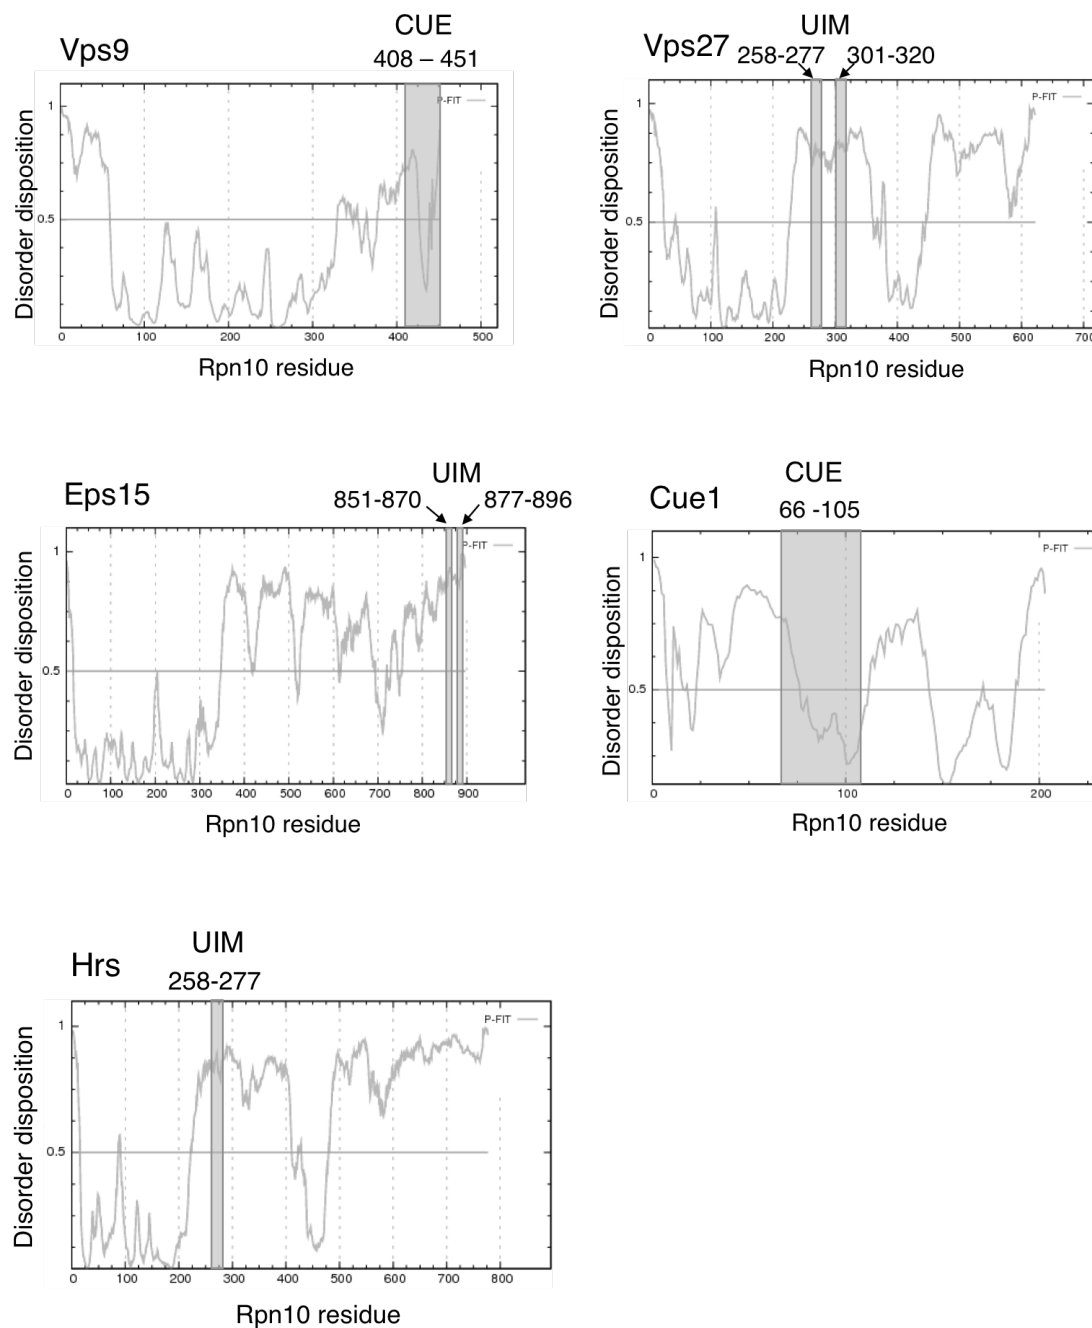 Vps9
CUE
408 – 451
P-FIT
1
0.5
Disorder disposition
0 100 200 300 400 500
Rpn10 residue
Vps27
UIM
258-277 301-320
P-FIT
1
0.5
Disorder disposition
0 100 200 300 400 500 600 700
Rpn10 residue
Eps15
UIM
851-870 877-896
P-FIT
1
0.5
Disorder disposition
0 100 200 300 400 500 600 700 800 900
Rpn10 residue
Cue1
CUE
66 -105
P-FIT
1
0.5
Disorder disposition
0 100 200
Rpn10 residue
Hrs
UIM
258-277
P-FIT
1
0.5
Disorder disposition
0 100 200 300 400 500 600 700 800
Rpn10 residue